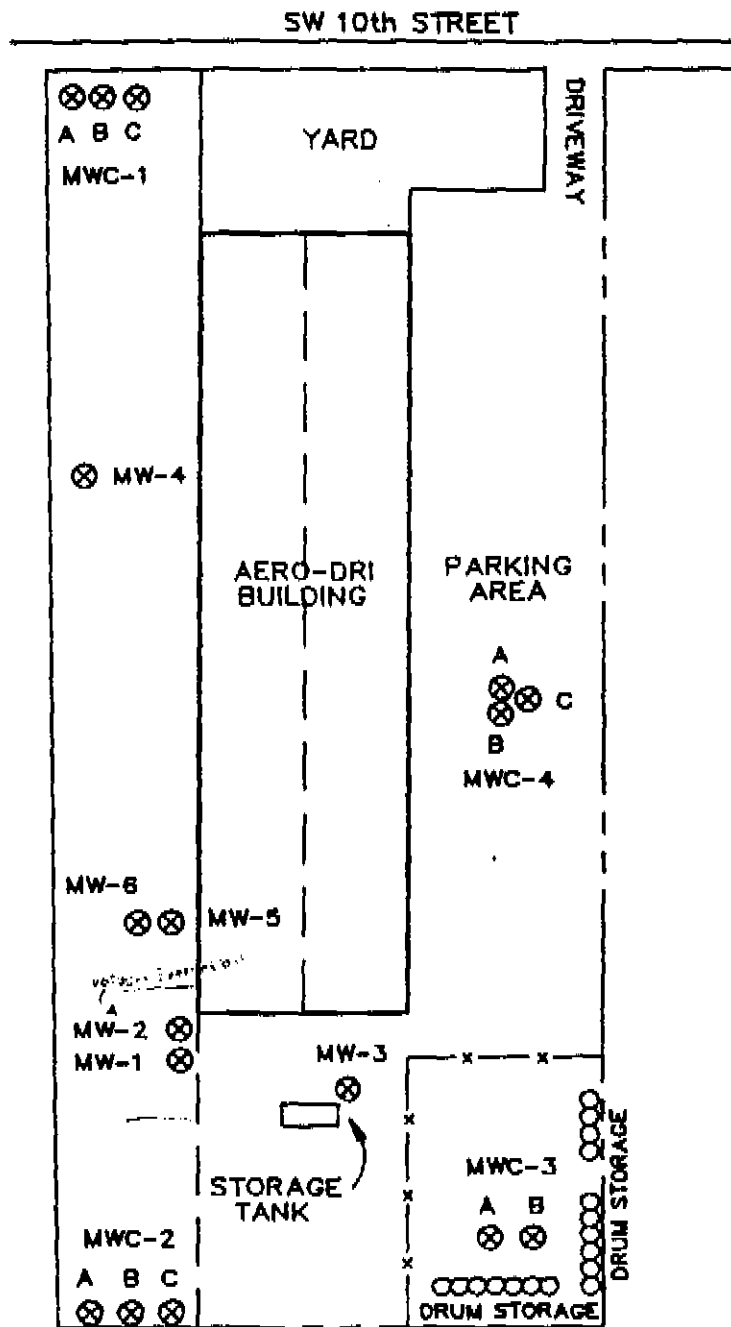 SW 10th STREET
A B C
MWC-1
YARD
DRIVEWAY
MW-4
AERO-DRI
BUILDING
PARKING
AREA
A
C
B
MWC-4
MW-6
MW-5
MW-2
MW-1
MW-3
STORAGE
TANK
MWC-3
A B
DRUM STORAGE
MWC-2
A B C
DRUM STORAGE